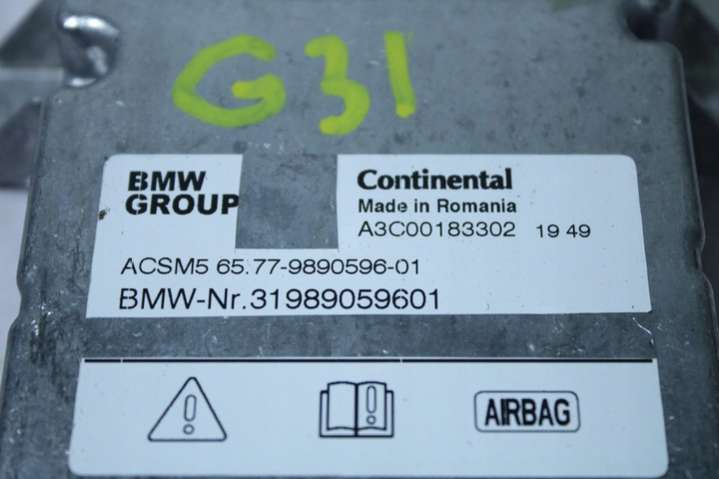 G31
BMW
GROUP
Continental
Made in Romania
A3C00183302 19 49
ACSM5 65.77-9890596-01
BMW-Nr.31989059601
AIRBAG